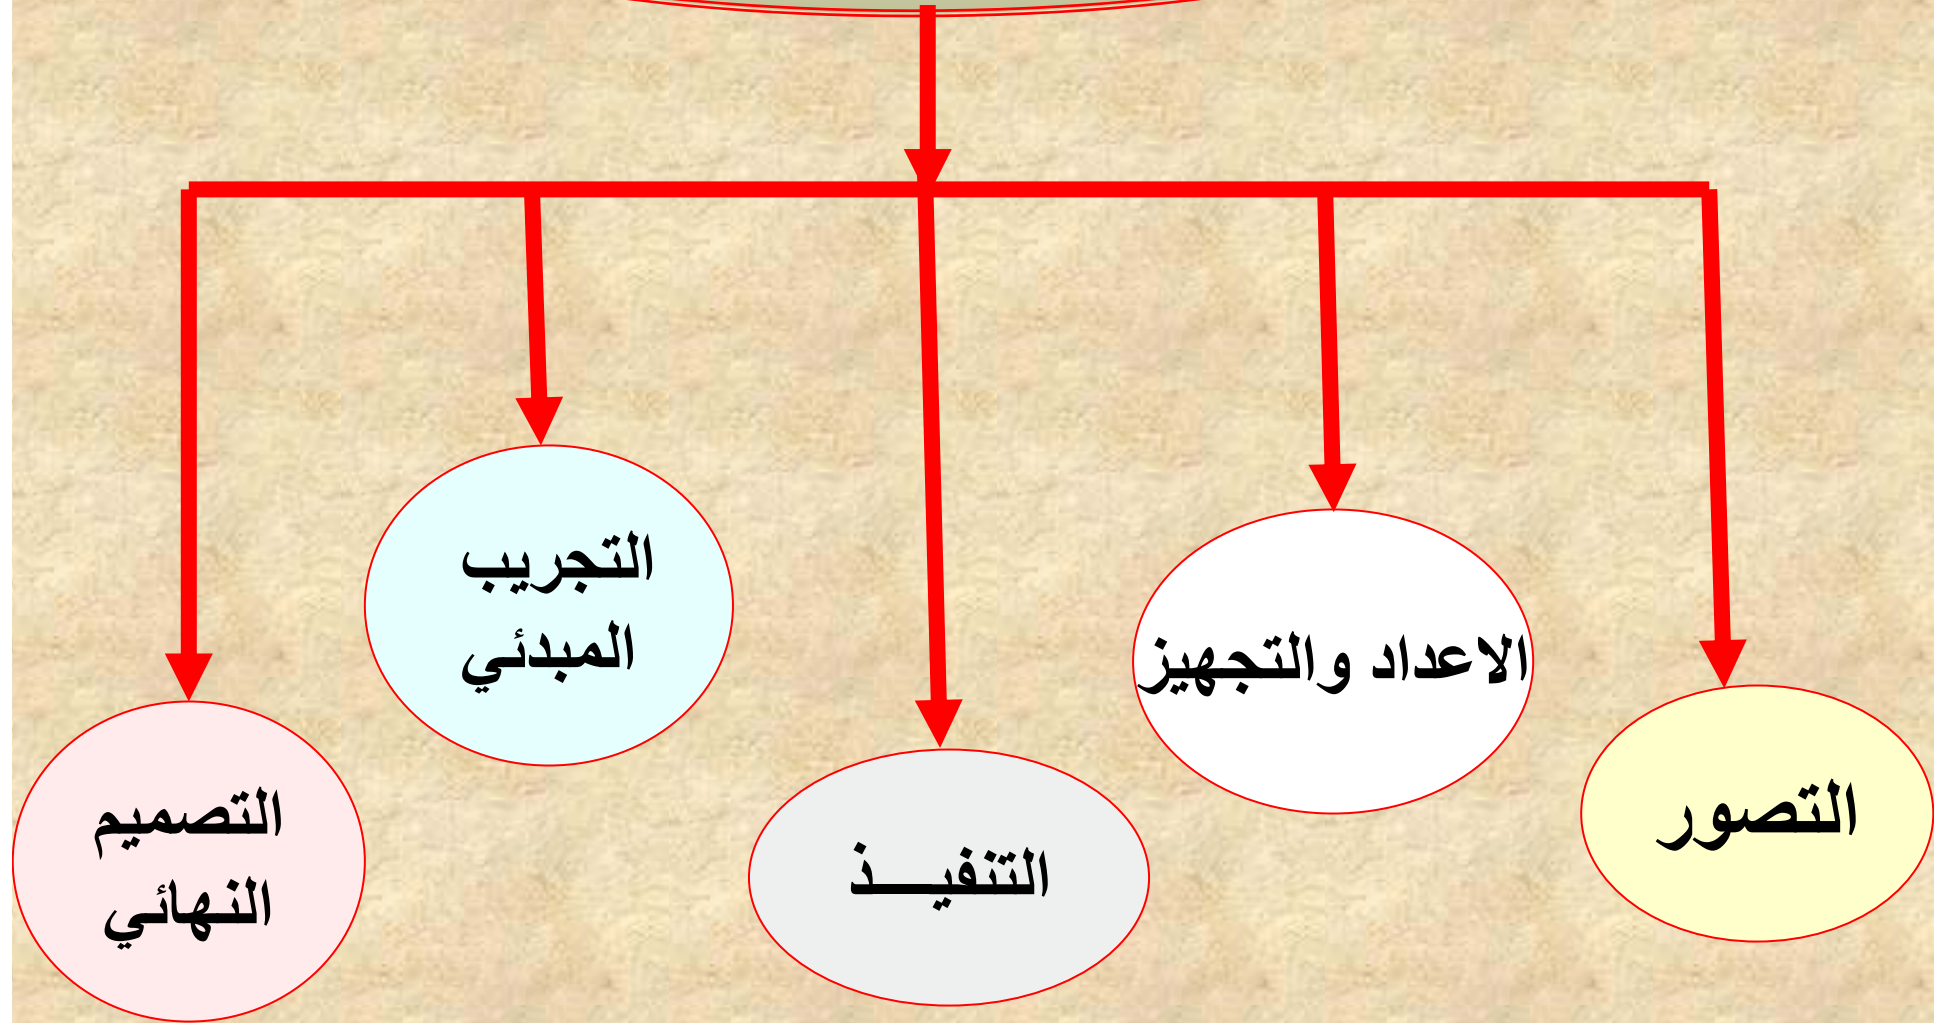 التصور
الاعداد والتجهيز
التنفيـــذ
التجريب
المبدئي
التصميم
النهائي